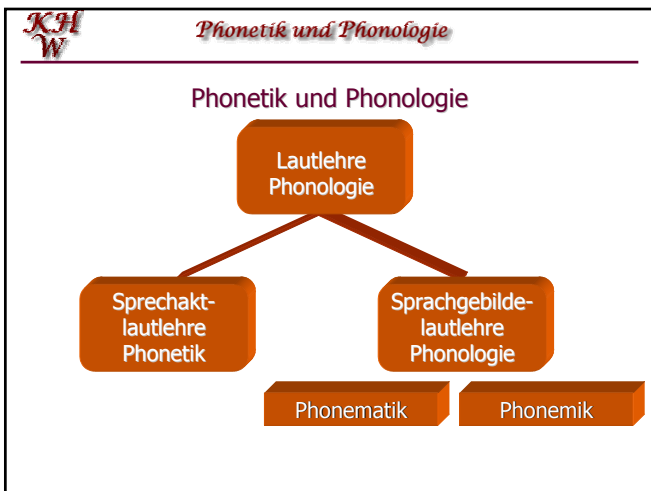 KH
W
Phonetik und Phonologie
Phonetik und Phonologie
Lautlehre
Phonologie
Sprechakt-
lautlehre
Phonetik
Sprachgebilde-
lautlehre
Phonologie
Phonematik
Phonemik